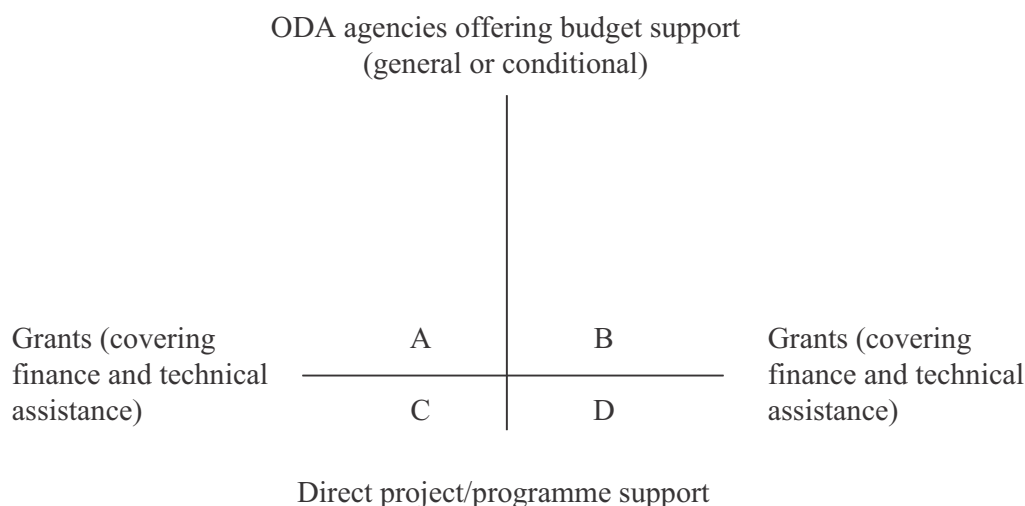 ODA agencies offering budget support
(general or conditional)
Grants (covering
finance and technical
assistance)
A
B
Grants (covering
finance and technical
assistance)
C
D
Direct project/programme support